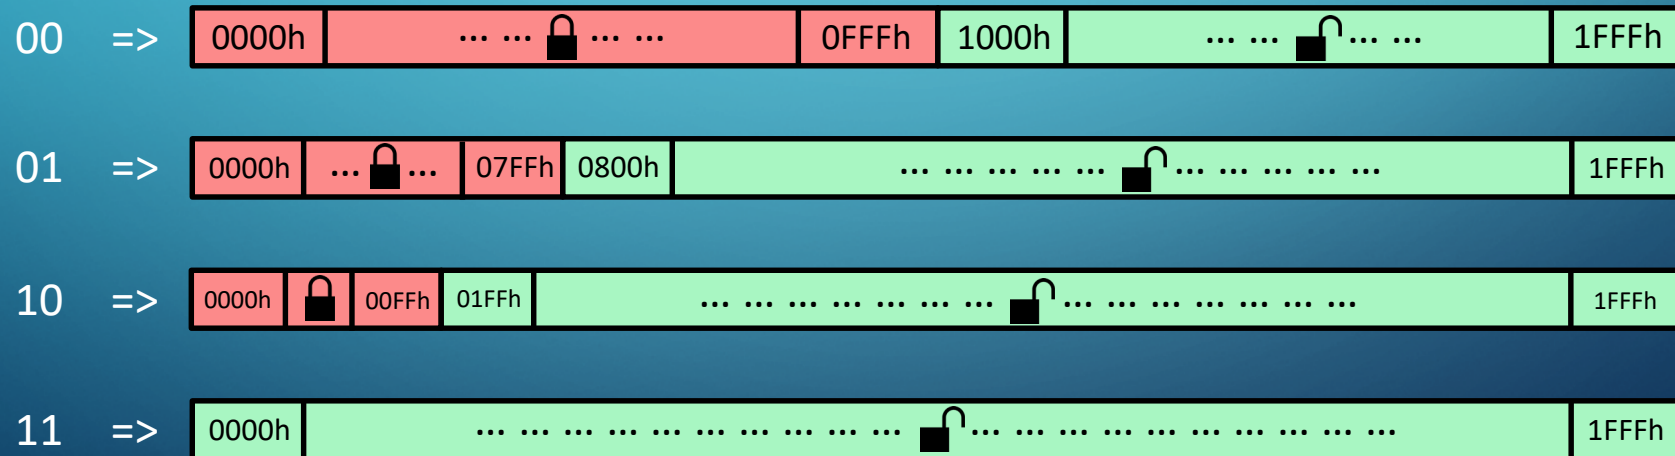 00 => 0000h ... ... ... ... 0FFFh 1000h ... ... ... ... 1FFFh
01 => 0000h ... ... 07FFh 0800h ... ... ... ... ... ... ... ... ... ... 1FFFh
10 => 0000h 00FFh 01FFh ... ... ... ... ... ... ... ... ... ... ... ... ... ... 1FFFh
11 => 0000h ... ... ... ... ... ... ... ... ... ... ... ... ... ... ... ... ... ... ... ... 1FFFh